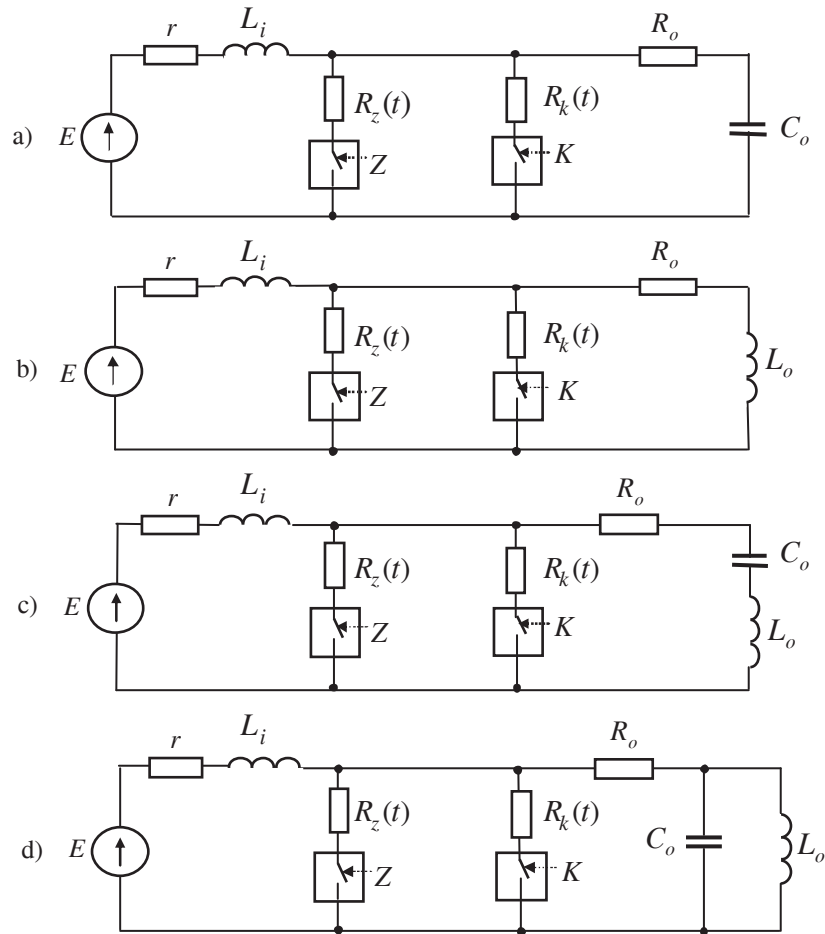 r L_i R_o
R_z(t) R_k(t)
a) E Z K C_o
r L_i R_o
R_z(t) R_k(t)
b) E Z K L_o
r L_i R_o
R_z(t) R_k(t) C_o
c) E Z K L_o
r L_i R_o
R_z(t) R_k(t)
d) E Z K C_o L_o